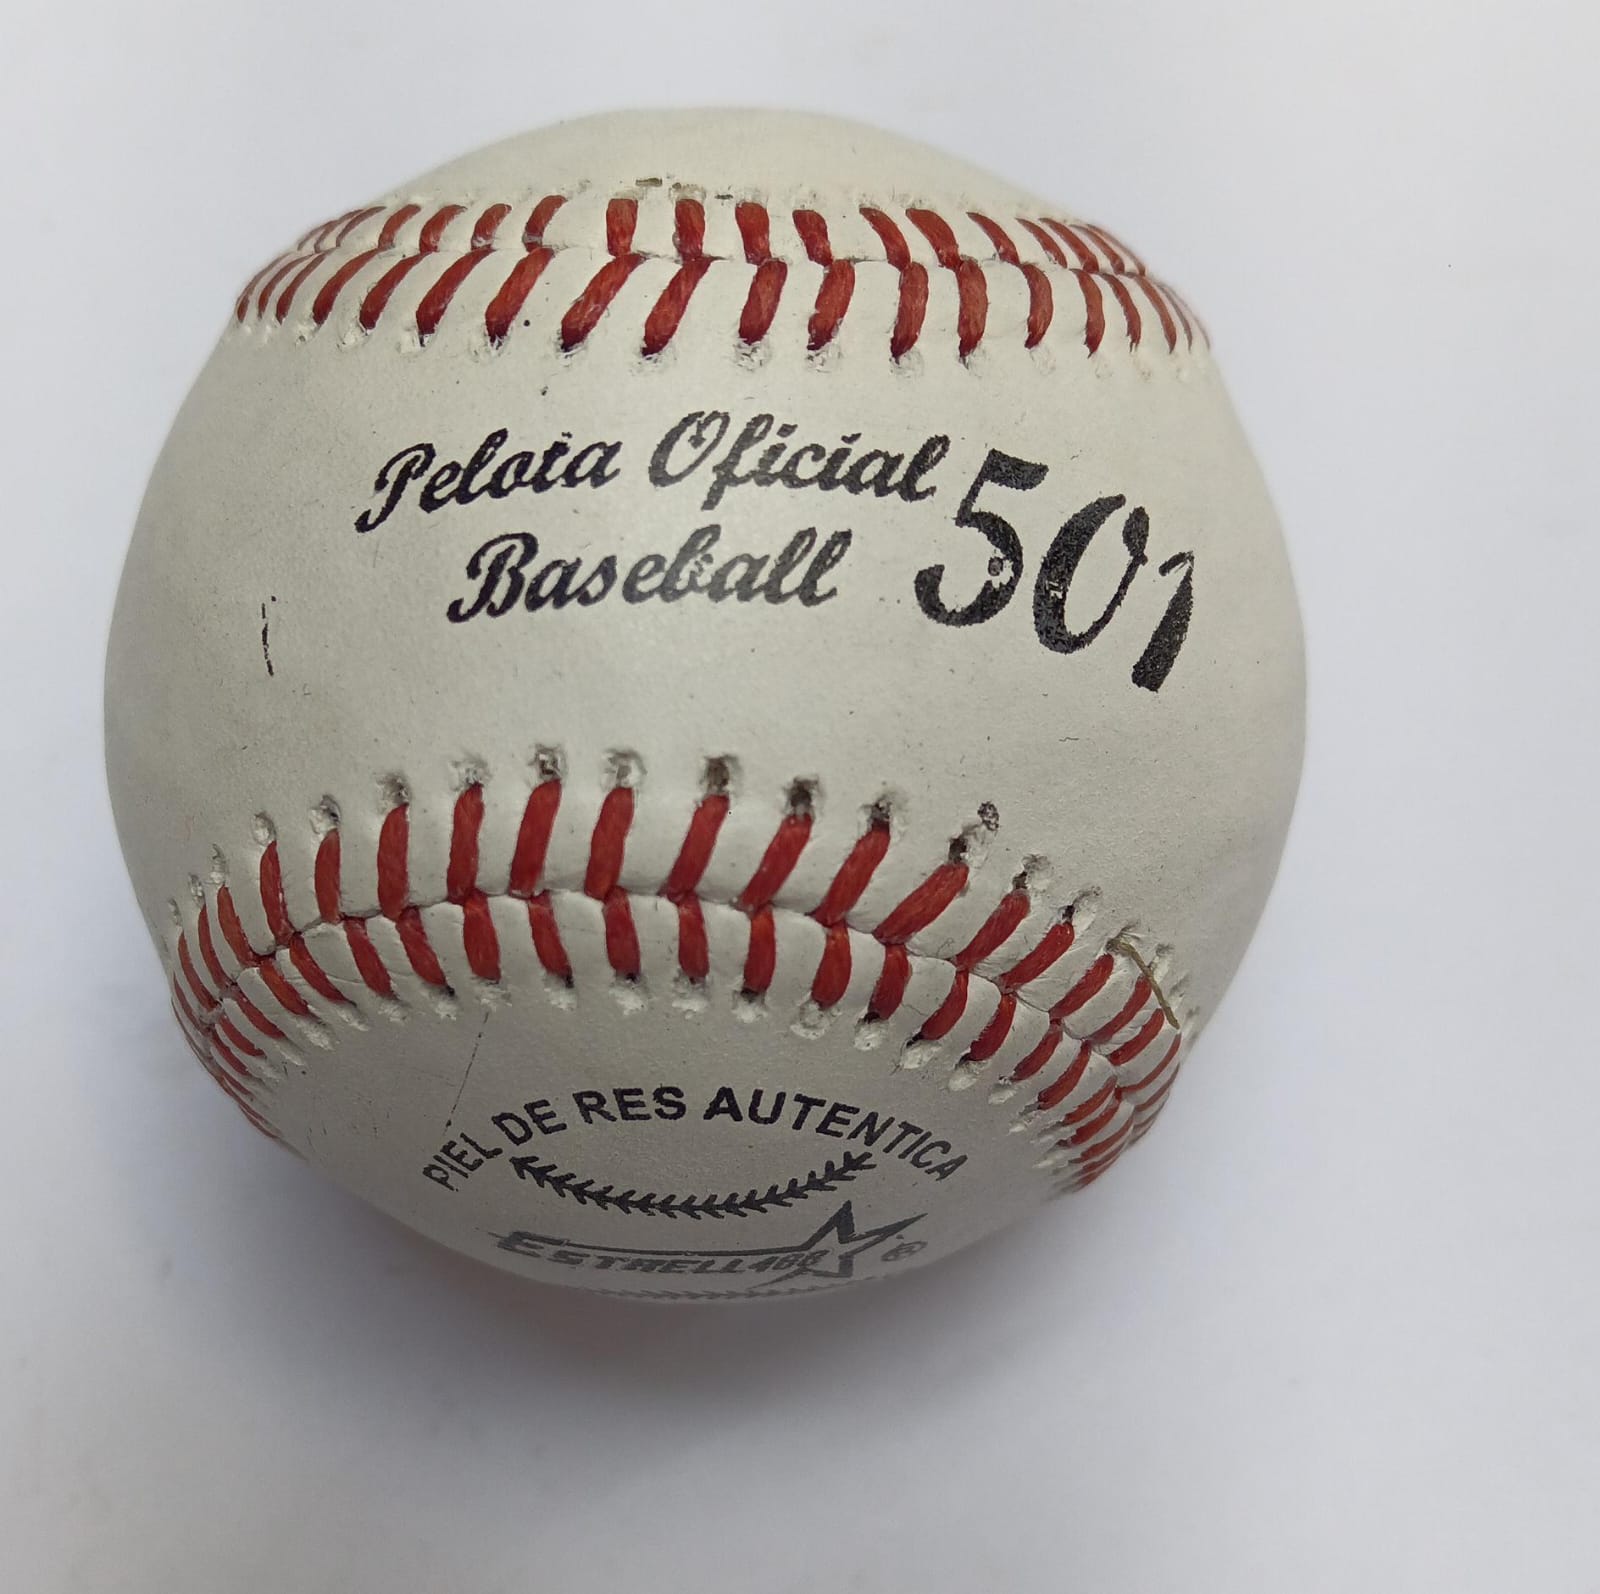 Pelota Oficial 501
Baseball
PIEL DE RES AUTENTICA
®